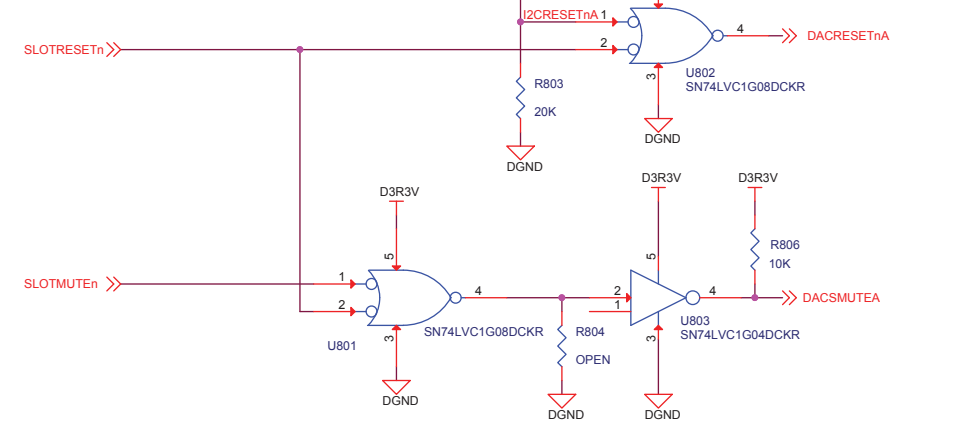 I2CRESETnA 1
SLOTRESETn
2
4
DACRESETnA
3
U802
SN74LVC1G08DCKR
R803
20K
DGND
DGND
D3R3V
D3R3V
D3R3V
5
5
R806
10K
SLOTMUTEn
1
2
4
2
1
4
DACSMUTEA
3
SN74LVC1G08DCKR
U801
R804
OPEN
3
U803
SN74LVC1G04DCKR
DGND
DGND
DGND